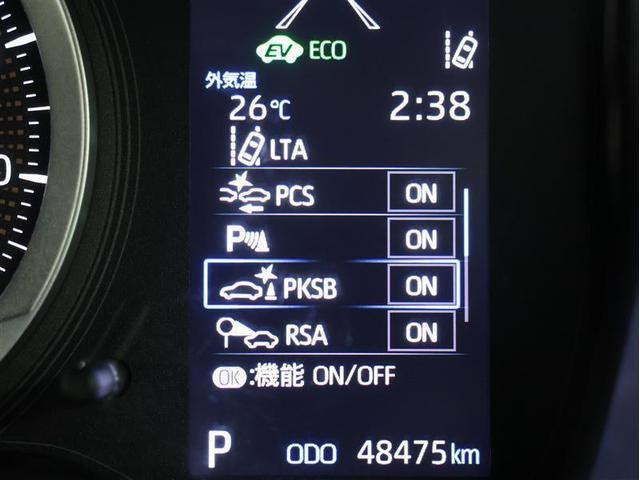 EV ECO
外気温
26℃ 2:38
LTA
PCS ON
P ON
PKSB ON
RSA ON
OK:機能 ON/OFF
P ODO 48475km
0